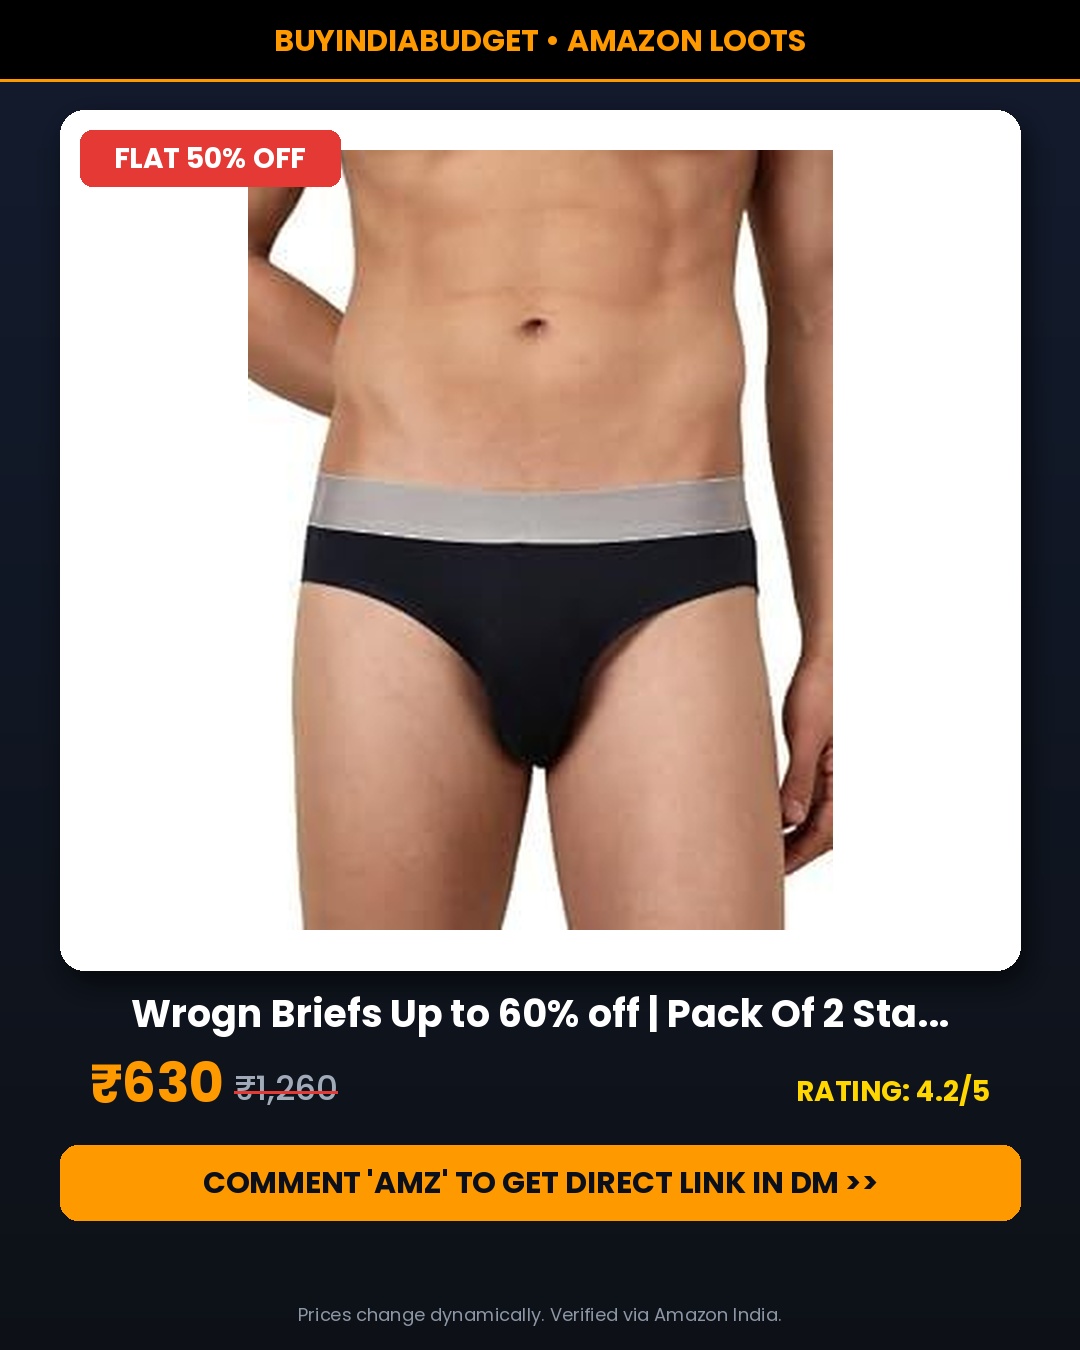 BUYINDIABUDGET • AMAZON LOOTS
FLAT 50% OFF
Wrogn Briefs Up to 60% off | Pack Of 2 Sta...
₹630 ₹1,260
RATING: 4.2/5
COMMENT 'AMZ' TO GET DIRECT LINK IN DM >>
Prices change dynamically. Verified via Amazon India.